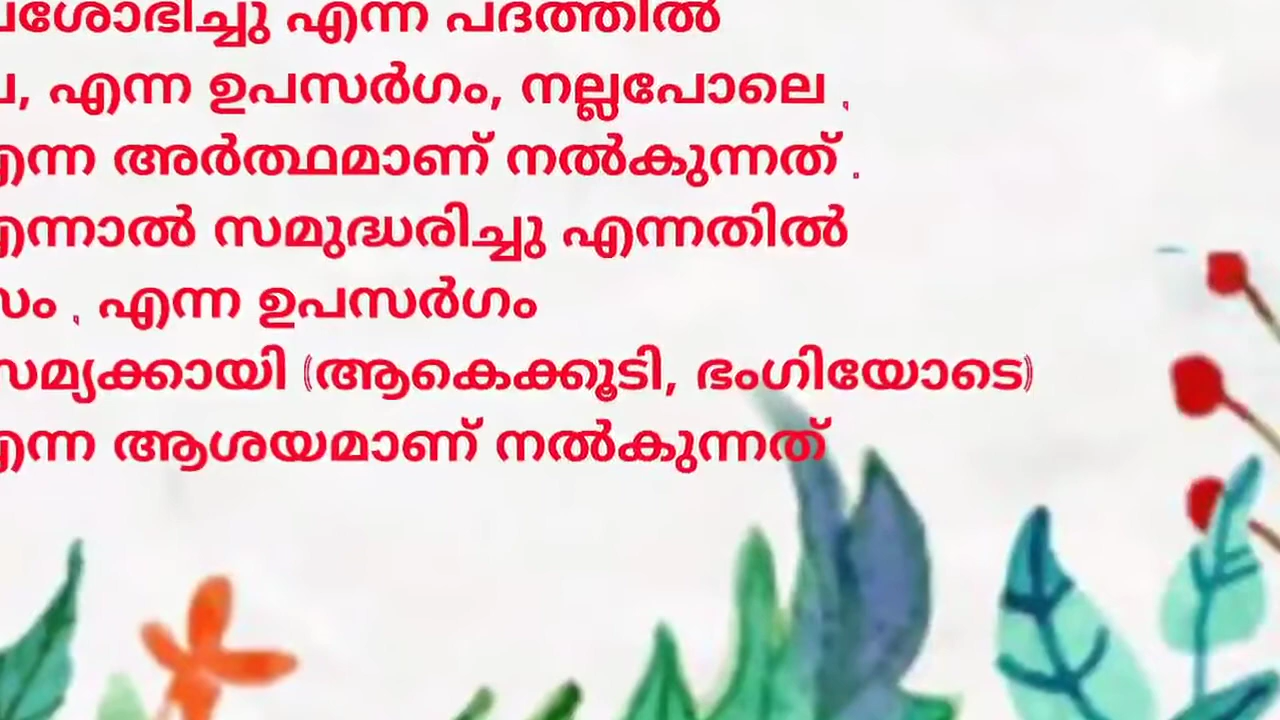 എന്ന പദത്തിൽ
എന്ന ഉപസർഗം, നല്ലപോലെ ,
എന്ന അർത്ഥമാണ് നൽകുന്നത് .
എന്നാൽ സമുദ്ധരിച്ചു എന്നതിൽ
സം , എന്ന ഉപസർഗം
സമ്യക്കായി (ആകെക്കൂടി, ഭംഗിയോടെ)
എന്ന ആശയമാണ് നൽകുന്നത്